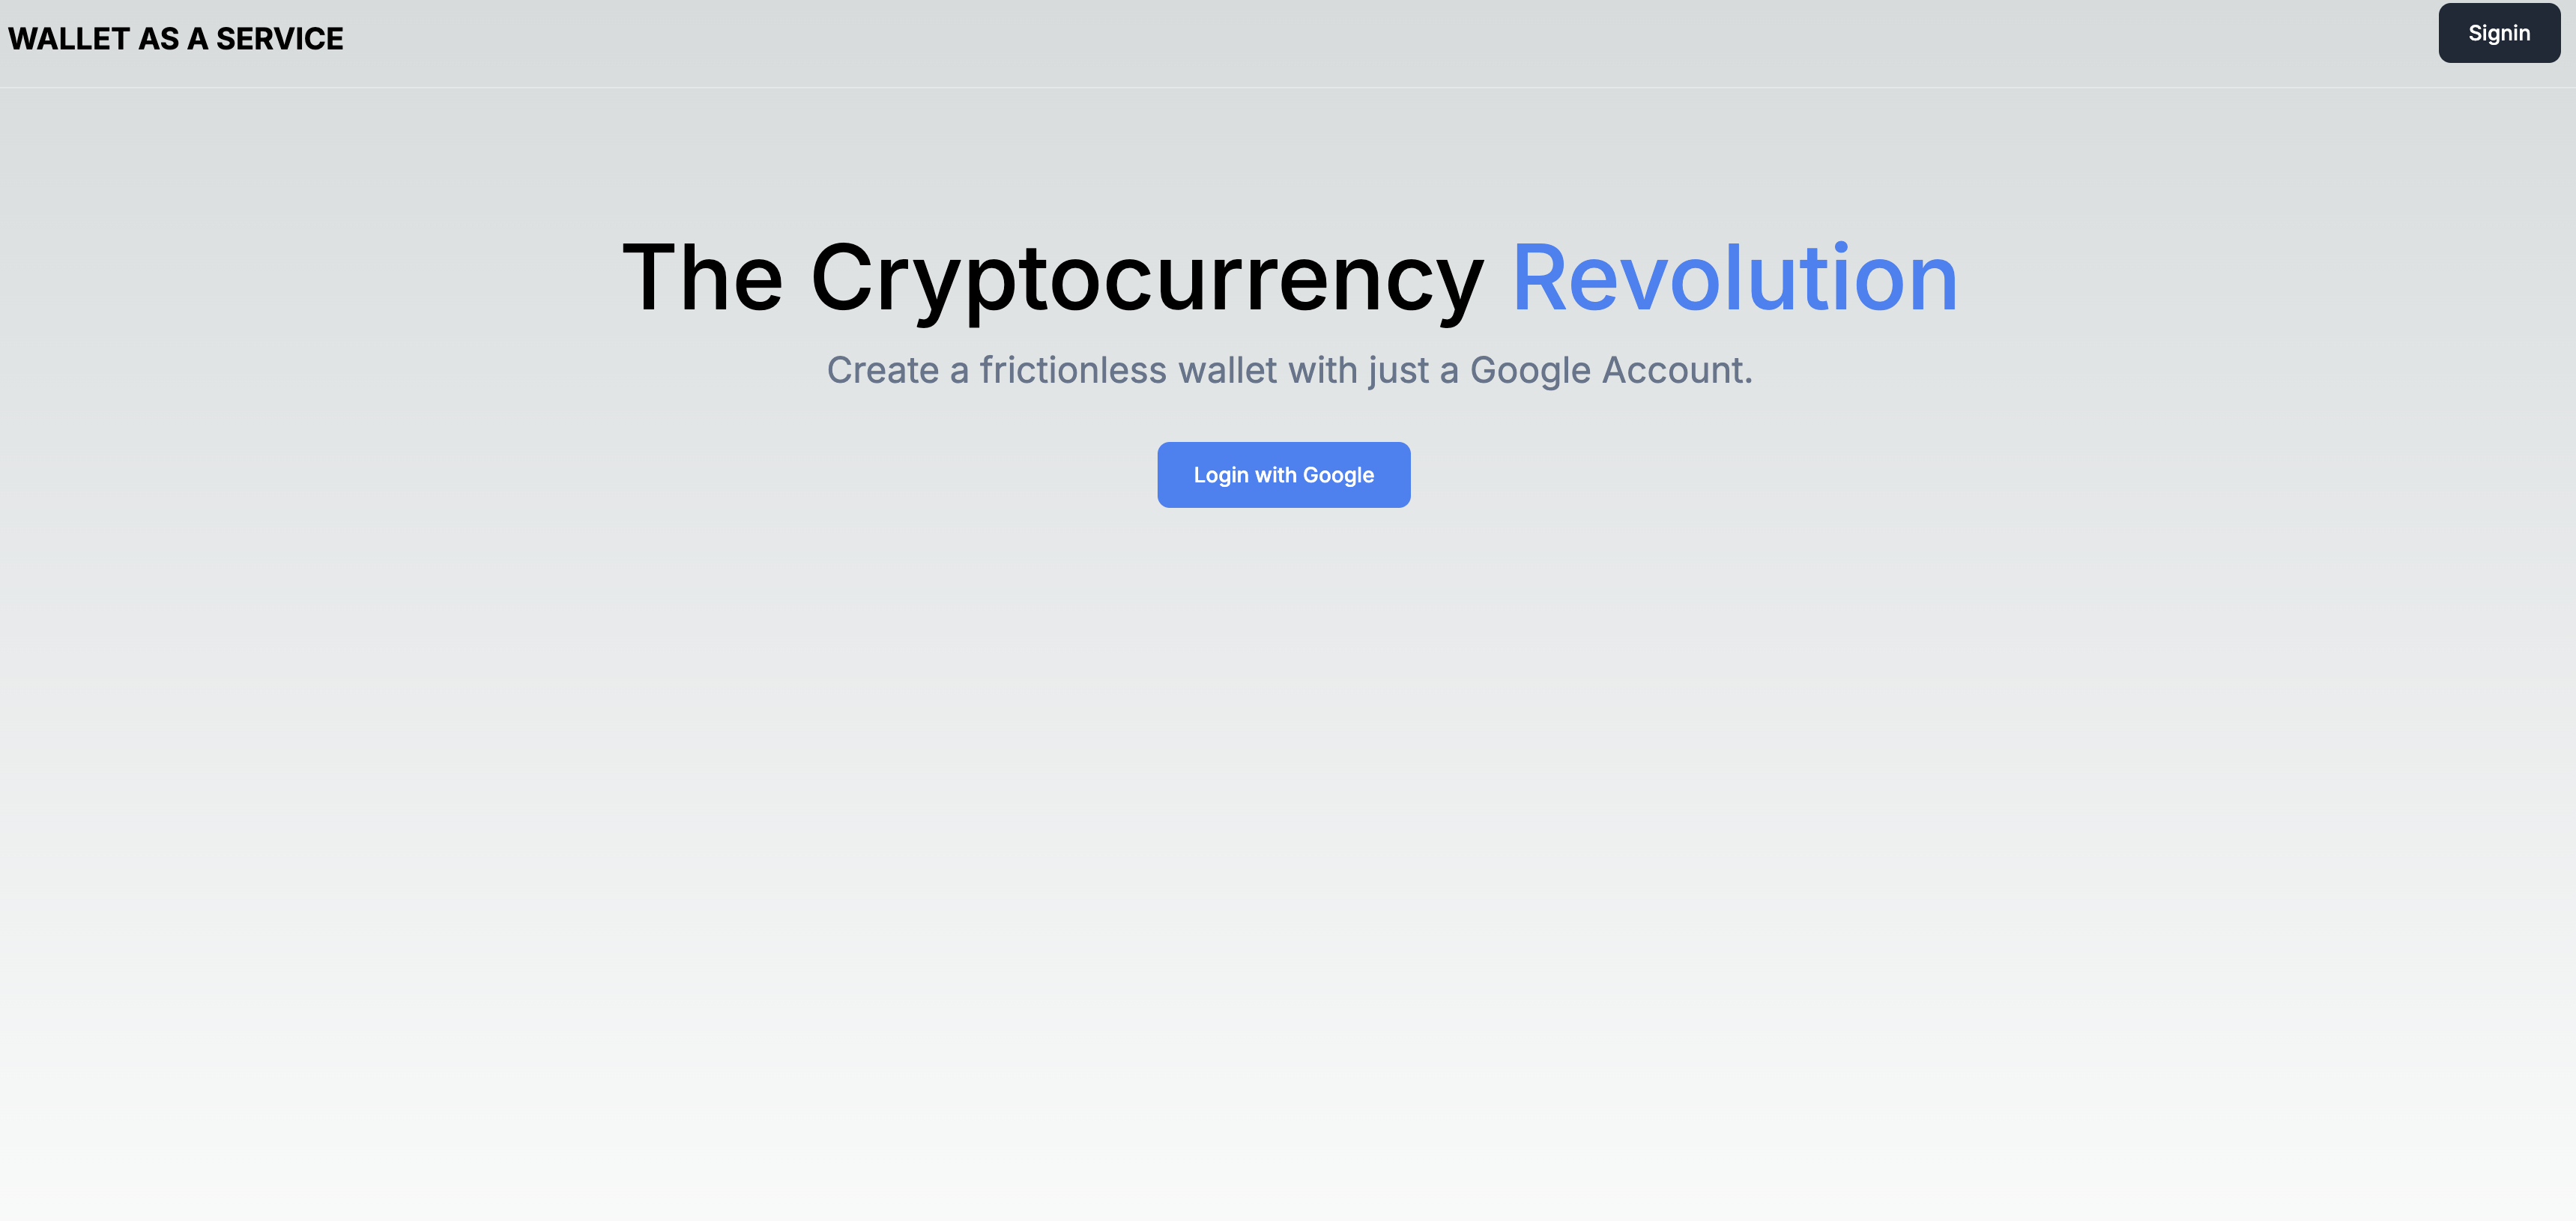 WALLET AS A SERVICE
Signin
The Cryptocurrency Revolution
Create a frictionless wallet with just a Google Account.
Login with Google